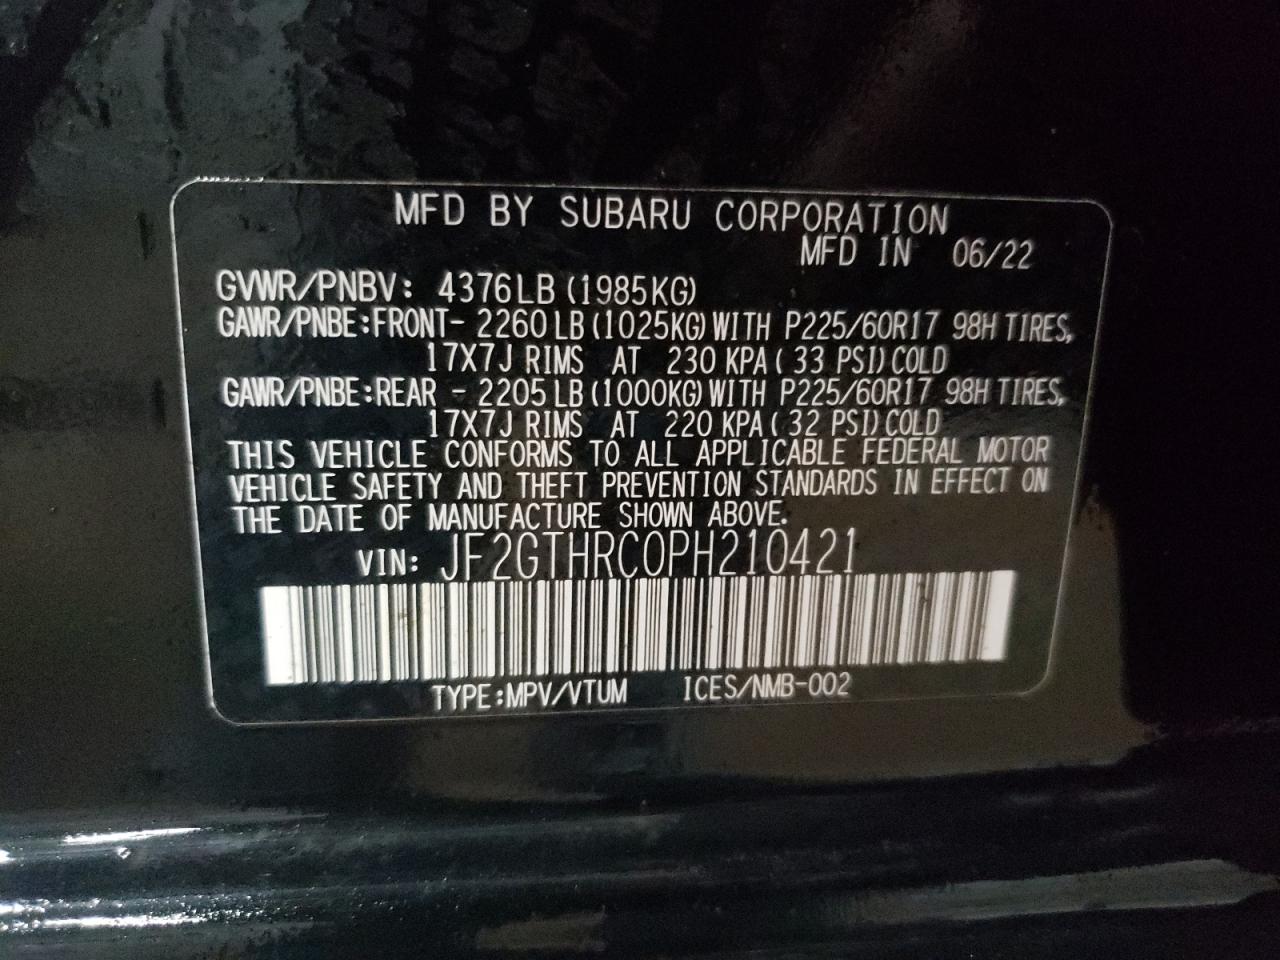 MFD BY SUBARU CORPORATION
MFD IN 06/22
GVWR/PNBV: 4376LB (1985KG)
GAWR/PNBE:FRONT- 2260 LB (1025KG) WITH P225/60R17 98H TIRES,
17X7J RIMS AT 230 KPA ( 33 PSI) COLD
GAWR/PNBE:REAR - 2205 LB (1000KG) WITH P225/60R17 98H TIRES,
17X7J RIMS AT 220 KPA ( 32 PSI) COLD
THIS VEHICLE CONFORMS TO ALL APPLICABLE FEDERAL MOTOR
VEHICLE SAFETY AND THEFT PREVENTION STANDARDS IN EFFECT ON
THE DATE OF MANUFACTURE SHOWN ABOVE.
VIN: JF2GTHRC0PH210421
TYPE:MPV/VTUM ICES/NMB-002